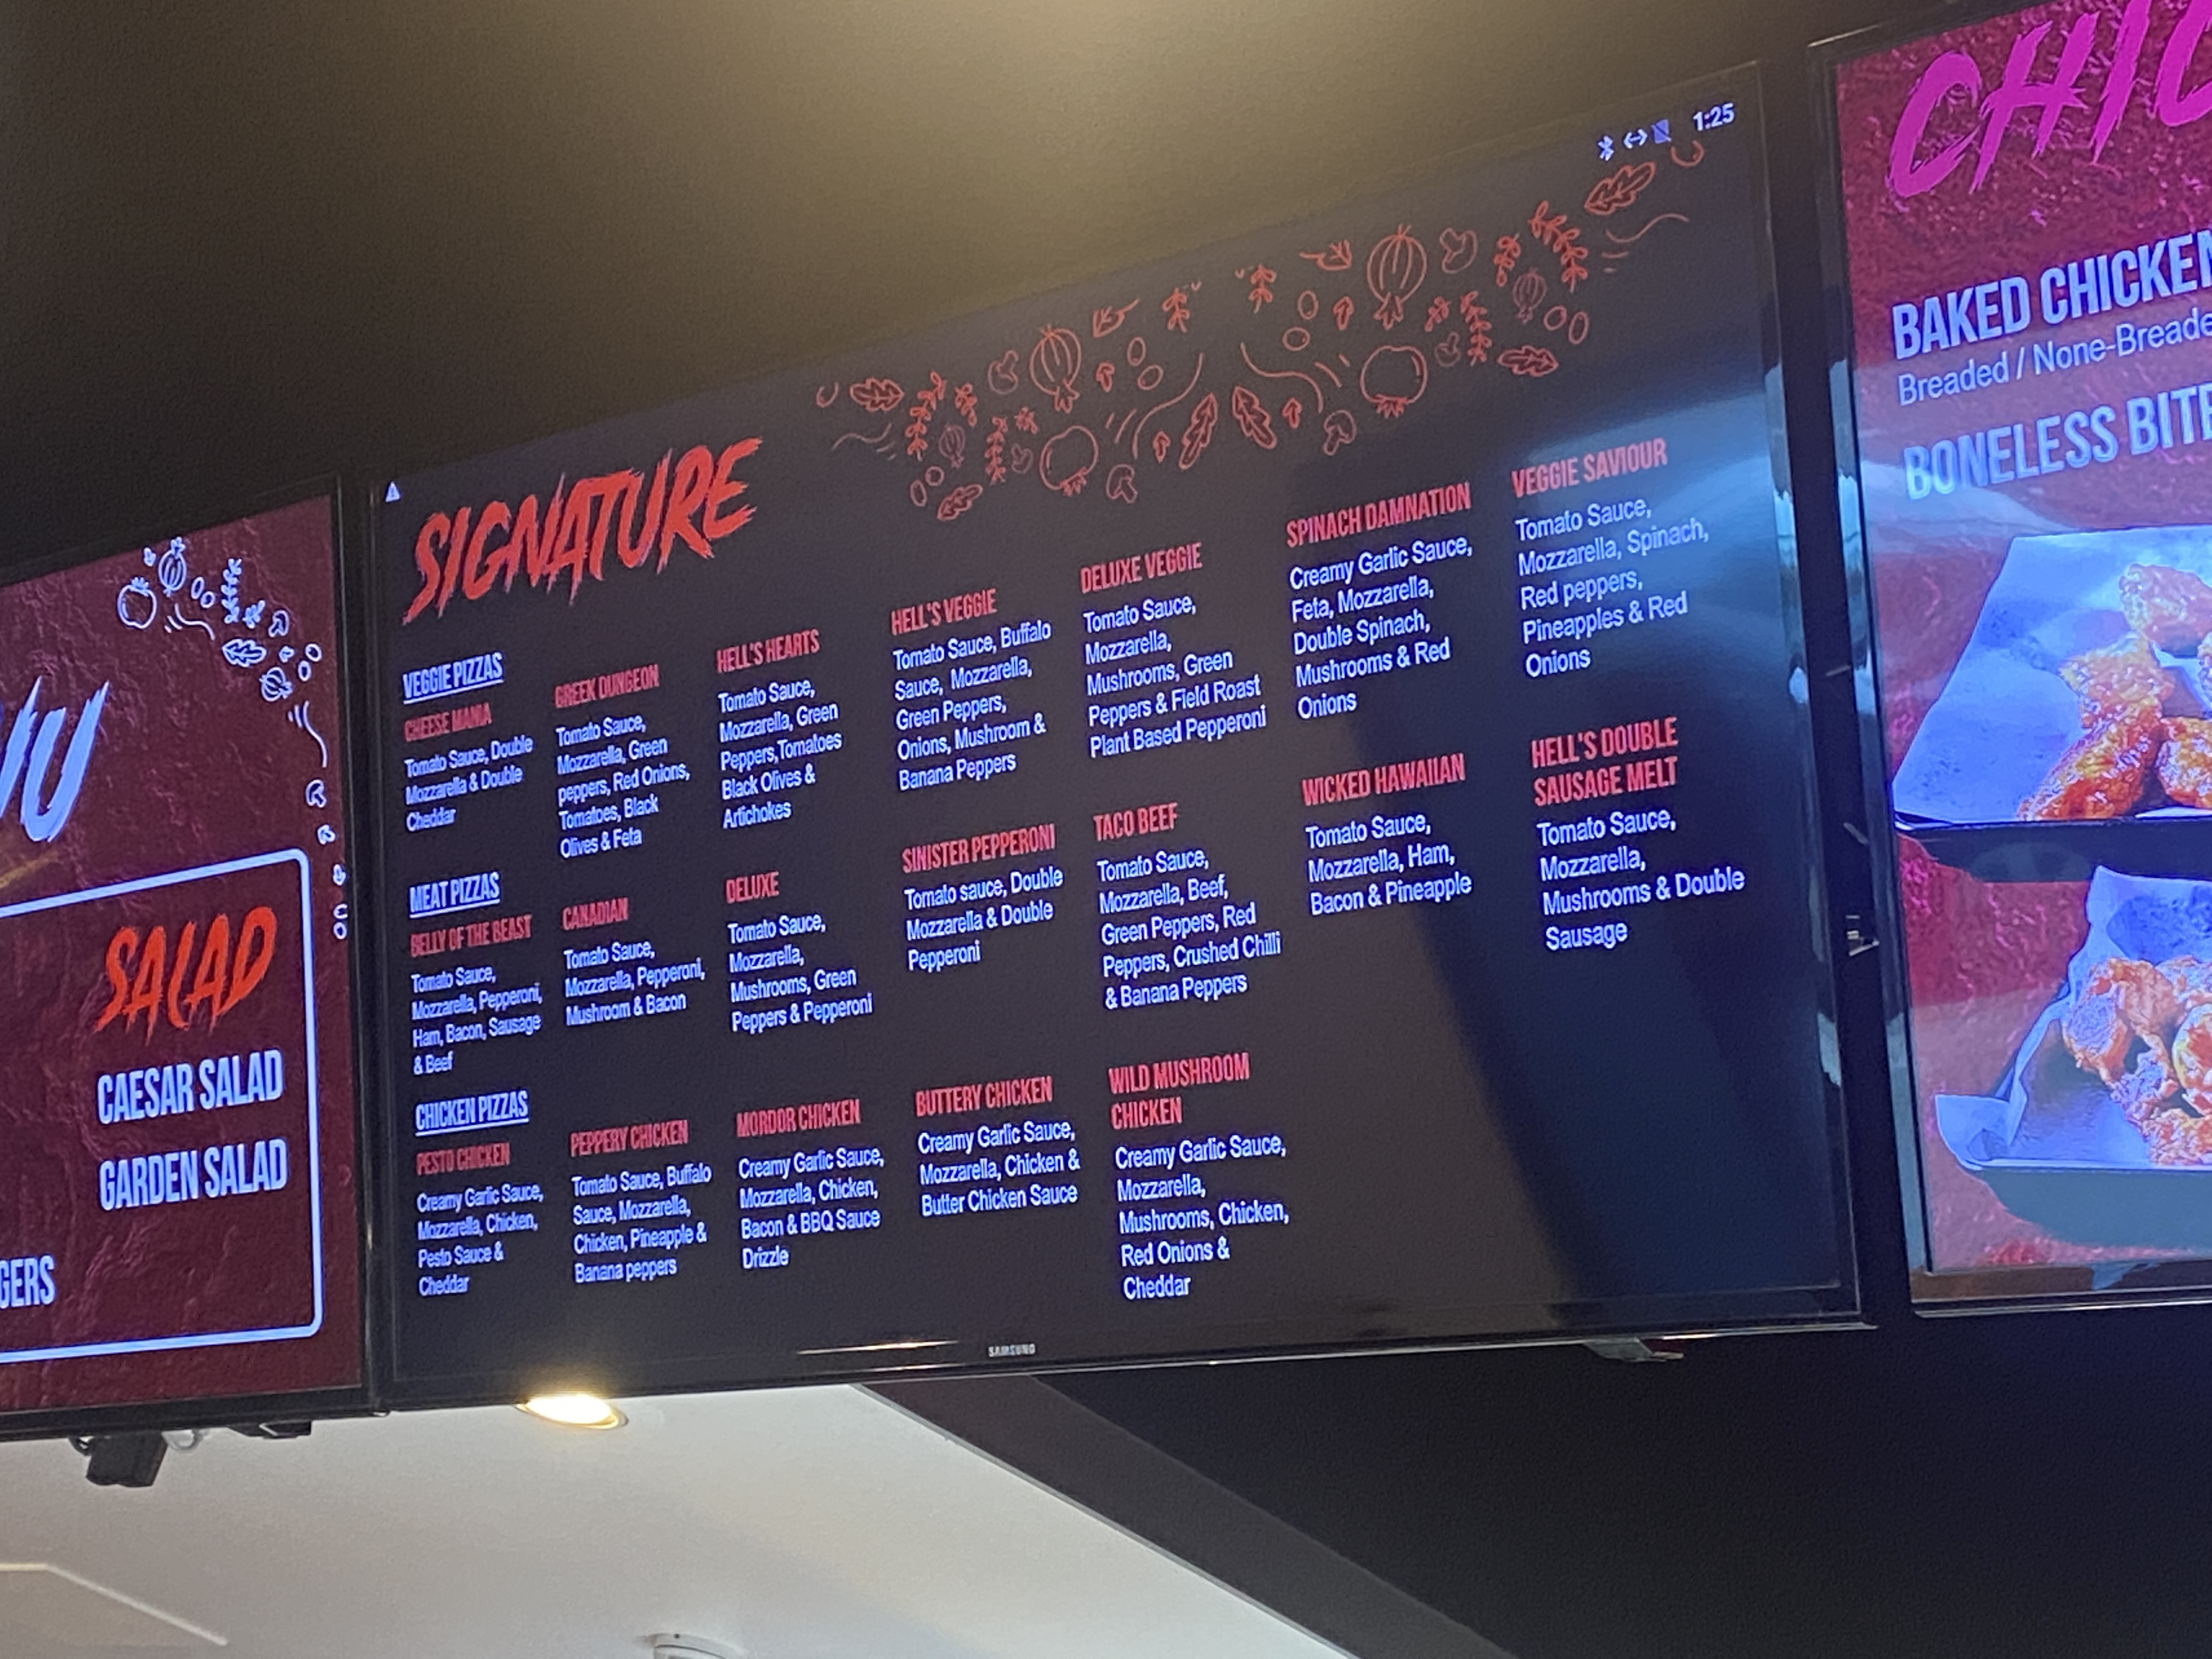 1:25
SIGNATURE
VEGGIE PIZZAS
CHEESE MANIA
Tomato Sauce, Double
Mozzarella & Double
Cheddar
GREEK DUNGEON
Tomato Sauce,
Mozzarella, Green
peppers, Red Onions,
Tomatoes, Black
Olives & Feta
HELL'S HEARTS
Tomato Sauce,
Mozzarella, Green
Peppers,Tomatoes
Black Olives &
Artichokes
HELL'S VEGGIE
Tomato Sauce, Buffalo
Sauce, Mozzarella,
Green Peppers,
Onions, Mushroom &
Banana Peppers
DELUXE VEGGIE
Tomato Sauce,
Mozzarella,
Mushrooms, Green
Peppers & Field Roast
Plant Based Pepperoni
SPINACH DAMNATION
Creamy Garlic Sauce,
Feta, Mozzarella,
Double Spinach,
Mushrooms & Red
Onions
VEGGIE SAVIOUR
Tomato Sauce,
Mozzarella, Spinach,
Red peppers,
Pineapples & Red
Onions
MEAT PIZZAS
BELLY OF THE BEAST
Tomato Sauce,
Mozzarella, Pepperoni,
Ham, Bacon, Sausage
& Beef
CANADIAN
Tomato Sauce,
Mozzarella, Pepperoni,
Mushroom & Bacon
DELUXE
Tomato Sauce,
Mozzarella,
Mushrooms, Green
Peppers & Pepperoni
SINISTER PEPPERONI
Tomato sauce, Double
Mozzarella & Double
Pepperoni
TACO BEEF
Tomato Sauce,
Mozzarella, Beef,
Green Peppers, Red
Peppers, Crushed Chilli
& Banana Peppers
WICKED HAWAIIAN
Tomato Sauce,
Mozzarella, Ham,
Bacon & Pineapple
HELL'S DOUBLE
SAUSAGE MELT
Tomato Sauce,
Mozzarella,
Mushrooms & Double
Sausage
CHICKEN PIZZAS
PESTO CHICKEN
Creamy Garlic Sauce,
Mozzarella, Chicken,
Pesto Sauce &
Cheddar
PEPPERY CHICKEN
Tomato Sauce, Buffalo
Sauce, Mozzarella,
Chicken, Pineapple &
Banana peppers
MORDOR CHICKEN
Creamy Garlic Sauce,
Mozzarella, Chicken,
Bacon & BBQ Sauce
Drizzle
BUTTERY CHICKEN
Creamy Garlic Sauce,
Mozzarella, Chicken &
Butter Chicken Sauce
WILD MUSHROOM
CHICKEN
Creamy Garlic Sauce,
Mozzarella,
Mushrooms, Chicken,
Red Onions &
Cheddar
SAMSUNG
SALAD
CAESAR SALAD
GARDEN SALAD
GERS
CHIC
BAKED CHICKEN
Breaded / None-Breade
BONELESS BITE